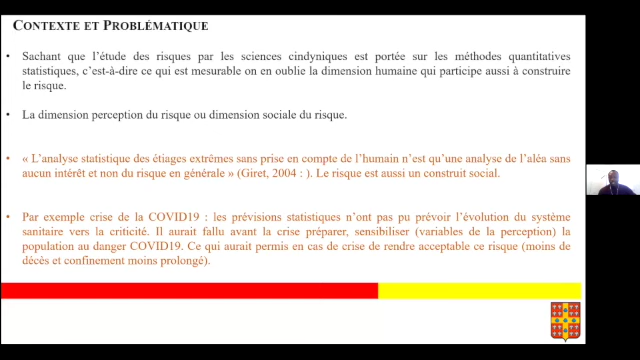 CONTEXTE ET PROBLÉMATIQUE
• Sachant que l'étude des risques par les sciences cindyniques est portée sur les méthodes quantitatives
statistiques, c'est-à-dire ce qui est mesurable on en oublie la dimension humaine qui participe aussi à construire
le risque.
• La dimension perception du risque ou dimension sociale du risque.
• « L'analyse statistique des étiages extrêmes sans prise en compte de l'humain n'est qu'une analyse de l'aléa sans
aucun intérêt et non du risque en générale » (Giret, 2004 : ). Le risque est aussi un construit social.
• Par exemple crise de la COVID19 : les prévisions statistiques n'ont pas pu prévoir l'évolution du système
sanitaire vers la criticité. Il aurait fallu avant la crise préparer, sensibiliser (variables de la perception) la
population au danger COVID19. Ce qui aurait permis en cas de crise de rendre acceptable ce risque (moins de
décès et confinement moins prolongé).